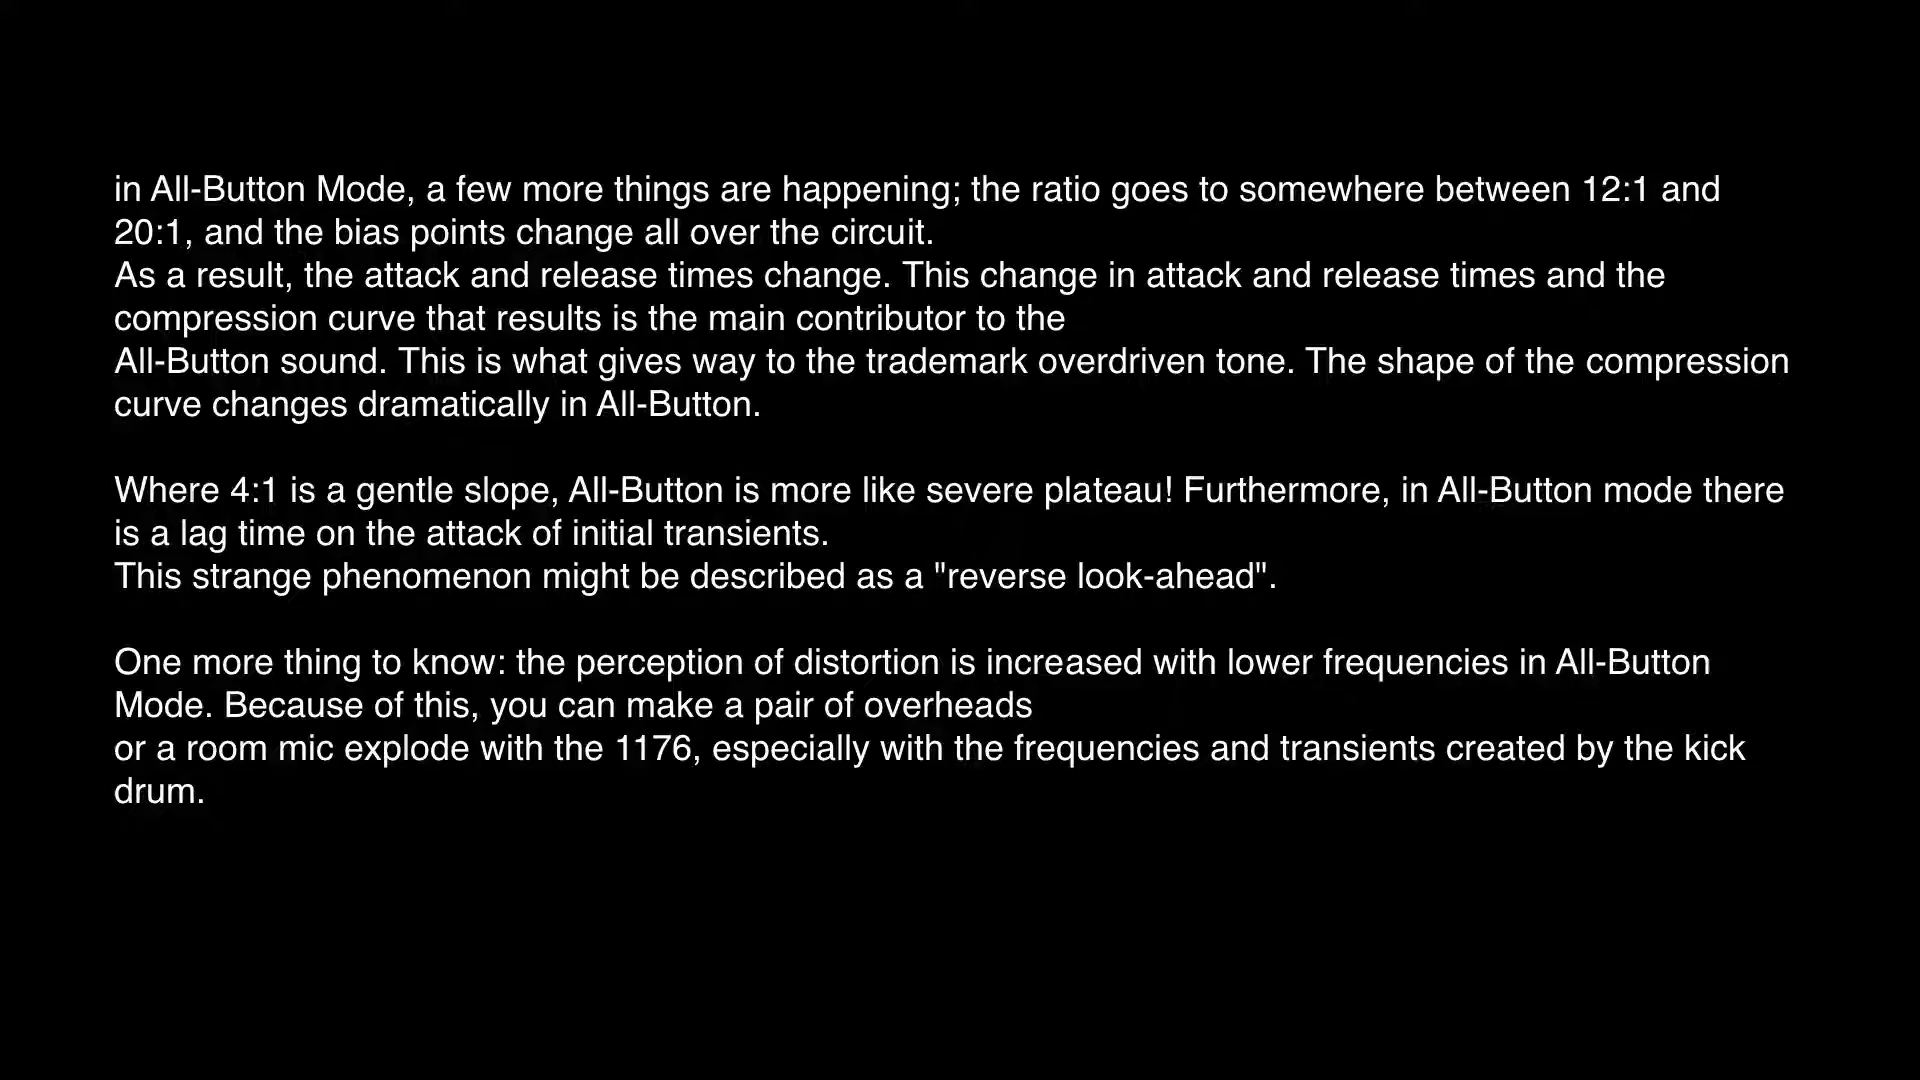 in All-Button Mode, a few more things are happening; the ratio goes to somewhere between 12:1 and
20:1, and the bias points change all over the circuit.
As a result, the attack and release times change. This change in attack and release times and the
compression curve that results is the main contributor to the
All-Button sound. This is what gives way to the trademark overdriven tone. The shape of the compression
curve changes dramatically in All-Button.
Where 4:1 is a gentle slope, All-Button is more like severe plateau! Furthermore, in All-Button mode there
is a lag time on the attack of initial transients.
This strange phenomenon might be described as a "reverse look-ahead".
One more thing to know: the perception of distortion is increased with lower frequencies in All-Button
Mode. Because of this, you can make a pair of overheads
or a room mic explode with the 1176, especially with the frequencies and transients created by the kick
drum.